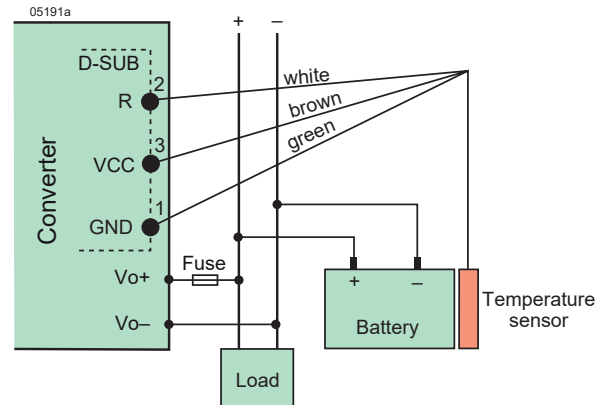 05191a
+ –
D-SUB
2
R
white
brown
3
VCC
green
1
GND
Converter
Vo+
Fuse
Vo–
+ –
Battery
Temperature
sensor
Load